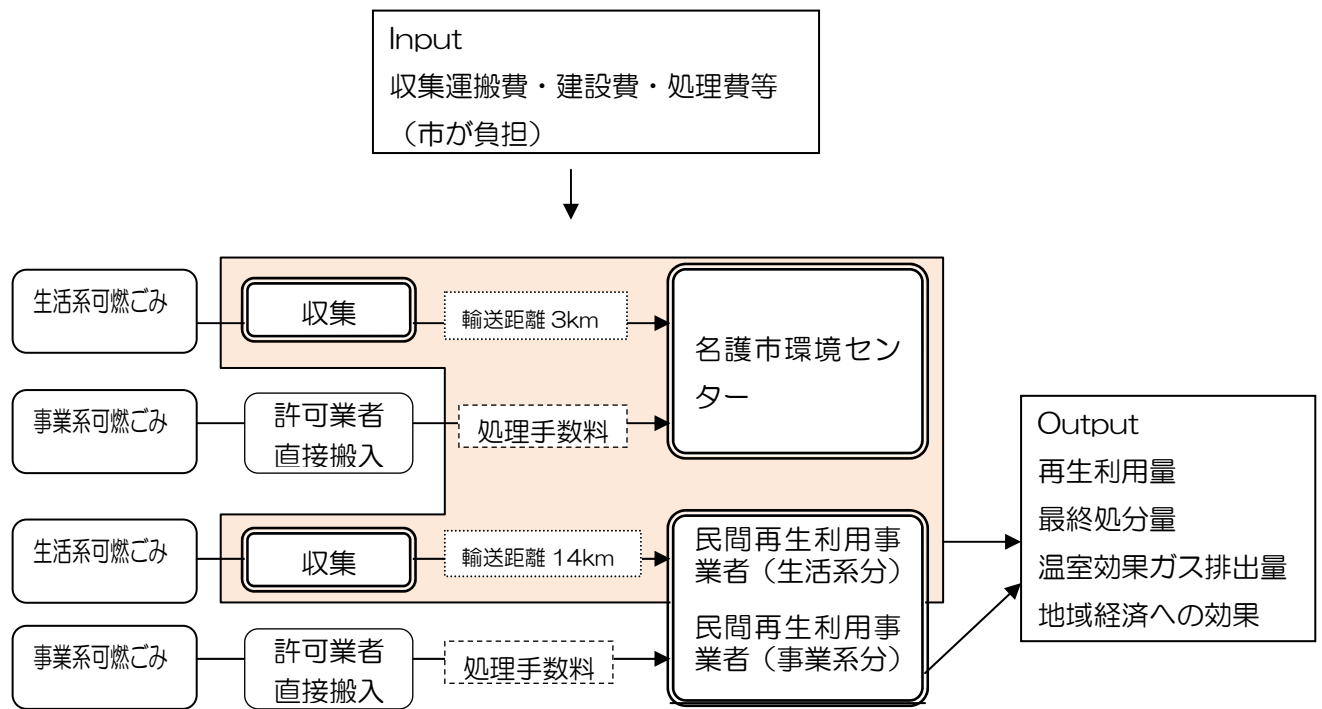 Input
収集運搬費・建設費・処理費等
（市が負担）
生活系可燃ごみ
収集
輸送距離 3km
名護市環境セン
ター
事業系可燃ごみ
許可業者
直接搬入
処理手数料
生活系可燃ごみ
収集
輸送距離 14km
民間再生利用事
業者（生活系分）
事業系可燃ごみ
許可業者
直接搬入
処理手数料
民間再生利用事
業者（事業系分）
Output
再生利用量
最終処分量
温室効果ガス排出量
地域経済への効果